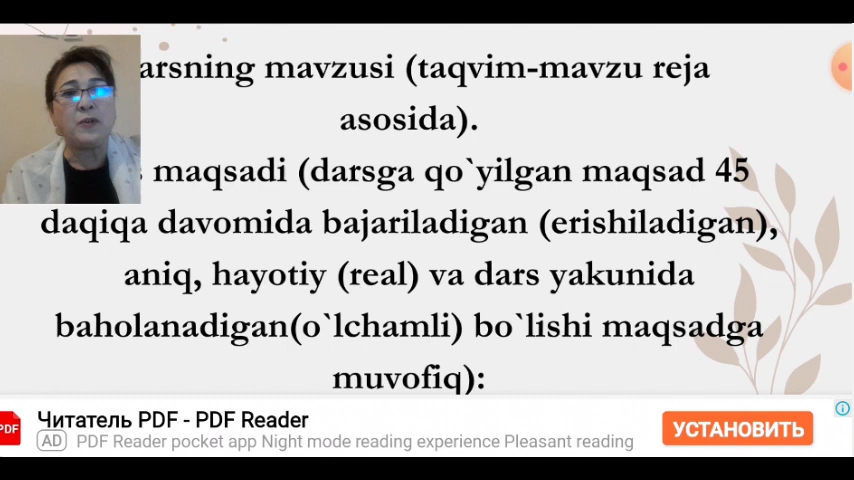 arsning mavzusi (taqvim-mavzu reja
asosida).
maqsadi (darsga qo`yilgan maqsad 45
daqiqa davomida bajariladigan (erishiladigan),
aniq, hayotiy (real) va dars yakunida
baholanadigan(o`lchamli) bo`lishi maqsadga
muvofiq):
PDF
Читатель PDF - PDF Reader
AD PDF Reader pocket app Night mode reading experience Pleasant reading
УСТАНОВИТЬ